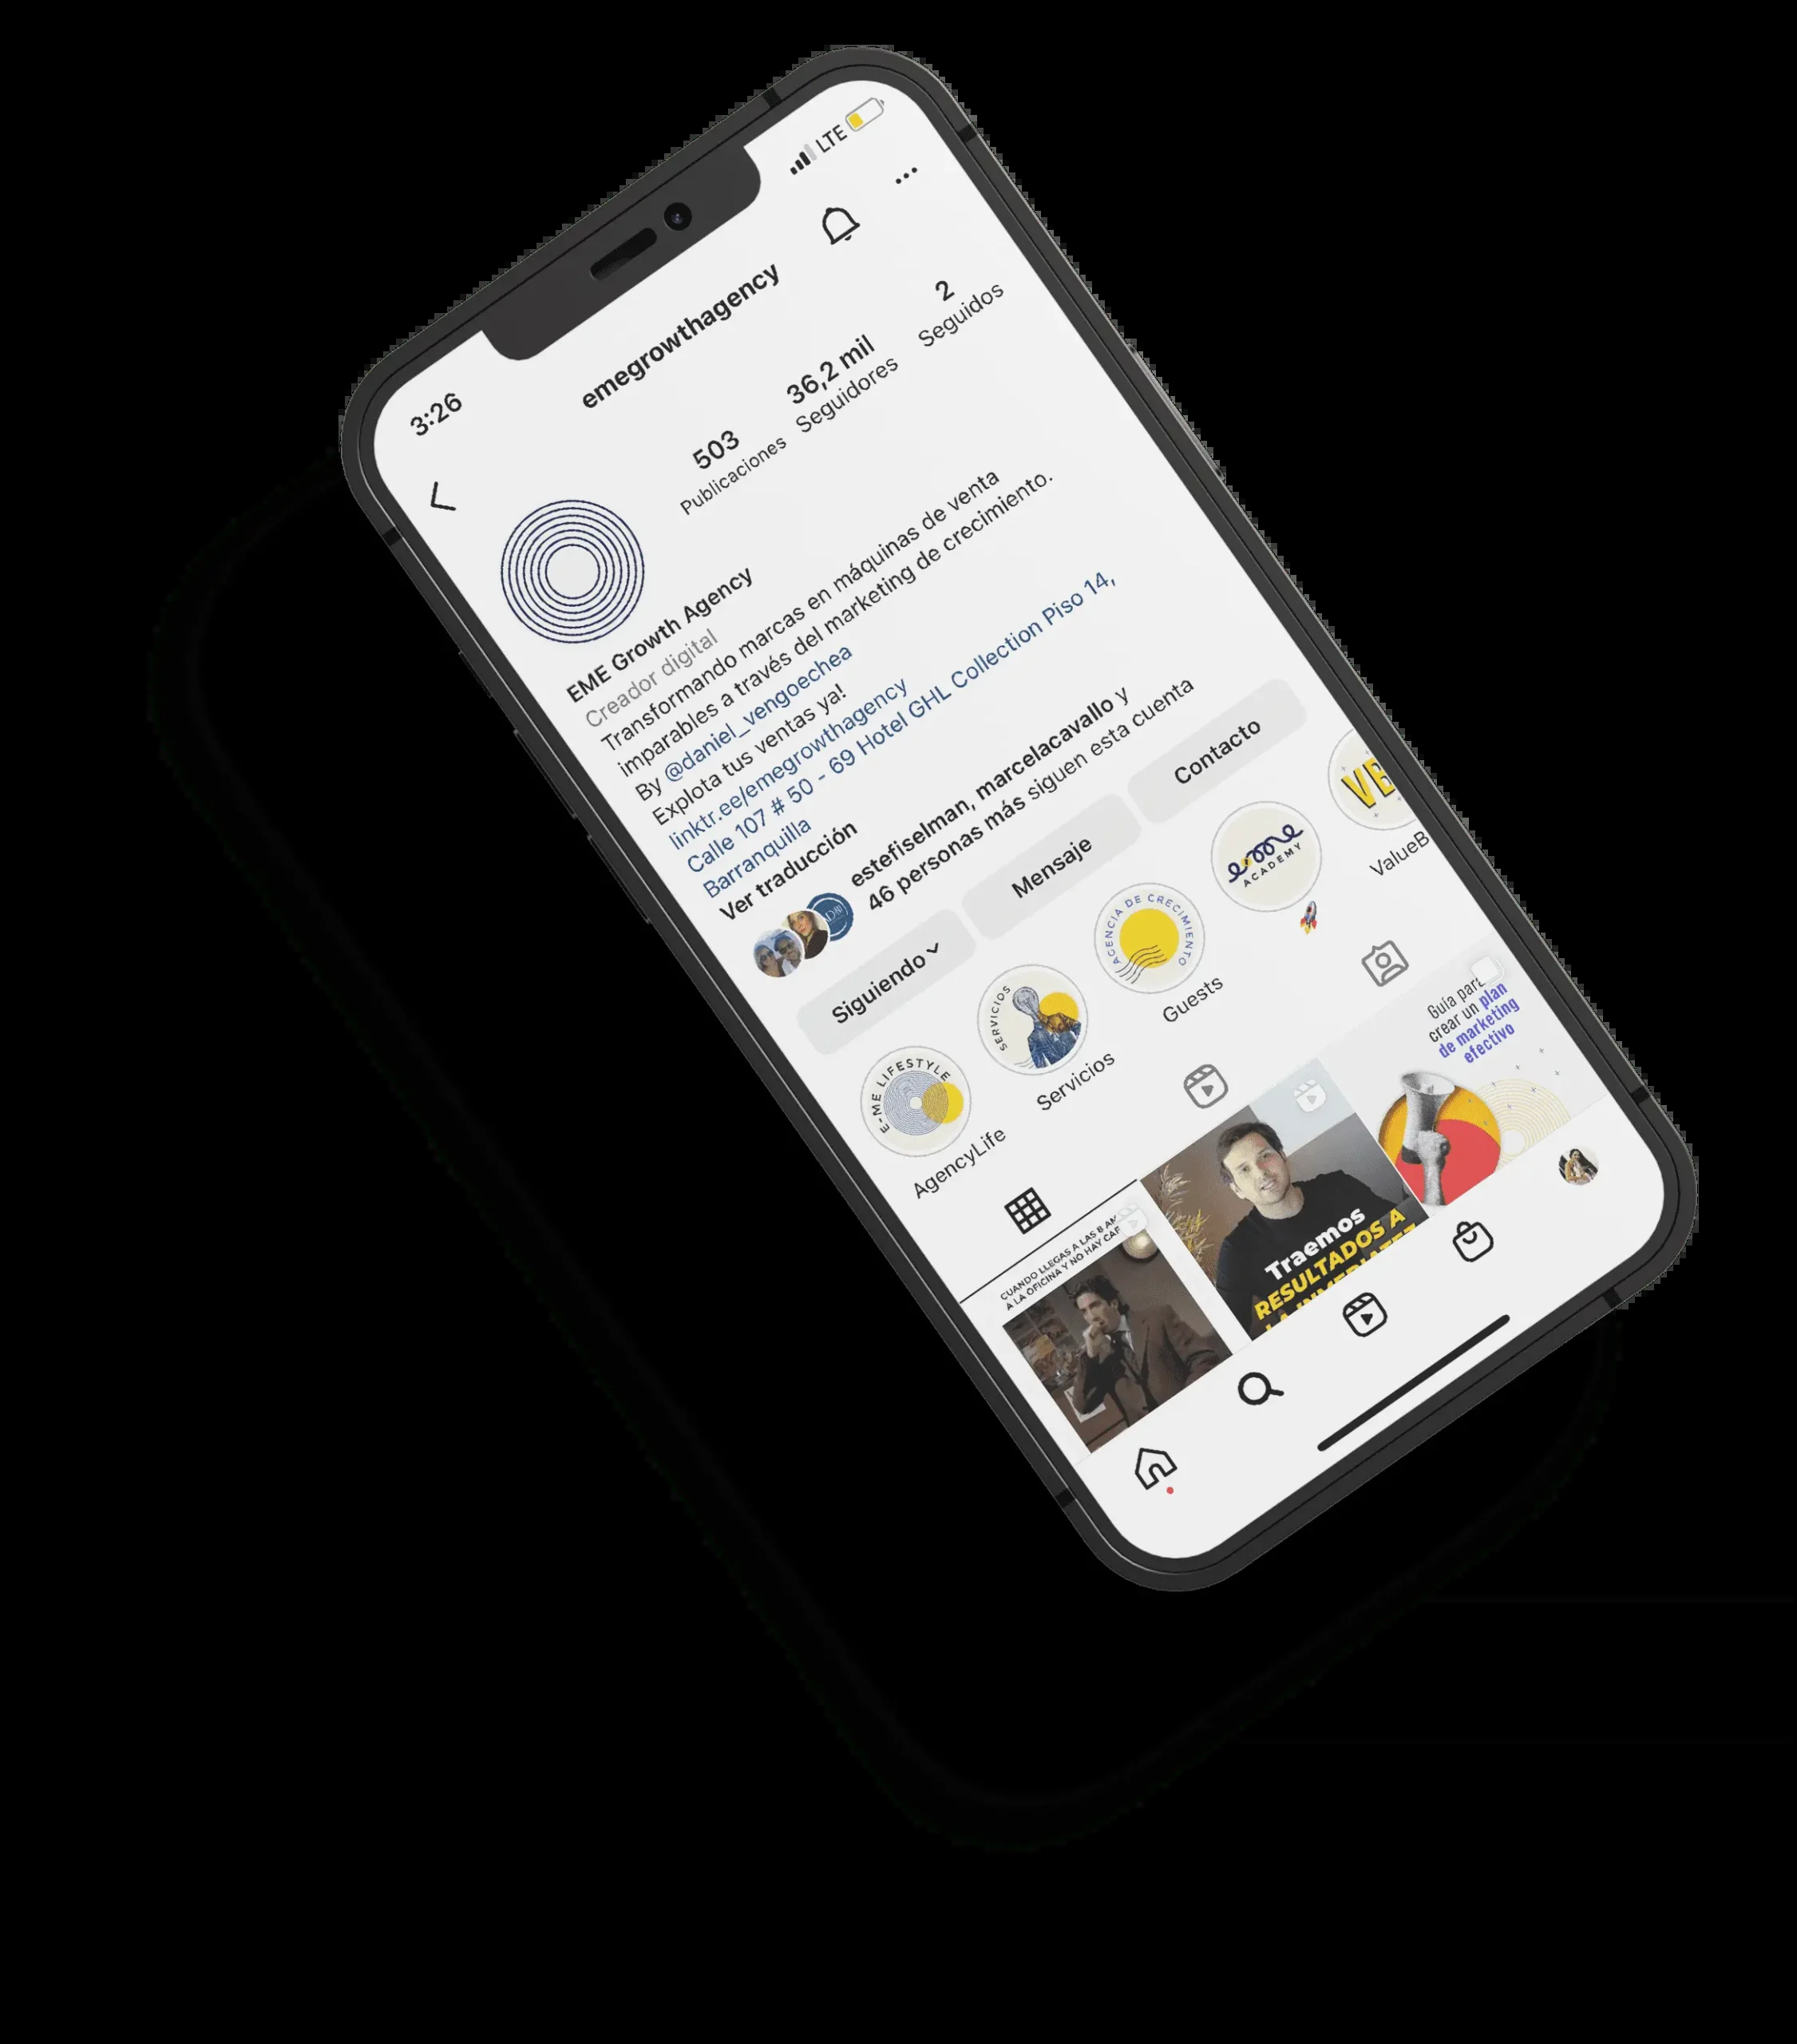 3:26
LTE
emegrowthagency
503
Publicaciones
36,2 mil
Seguidores
2
Seguidos
EME Growth Agency
Creador digital
Transformando marcas en máquinas de venta
imparables a través del marketing de crecimiento.
By @daniel_vengoechea
Explota tus ventas ya!
linktr.ee/emegrowthagency
Calle 107 # 50 - 69 Hotel GHL Collection Piso 14,
Barranquilla
Ver traducción
estefiselman, marcelacavallo y
46 personas más siguen esta cuenta
Siguiendo
Mensaje
Contacto
E-ME LIFESTYLE
AgencyLife
SERVICIOS
Servicios
AGENCIA DE CRECIMIENTO
Guests
eme
ACADEMY
VB
ValueB
CUANDO LLEGAS A LAS 8 AM
A LA OFICINA Y NO HAY CAF
Traemos
RESULTADOS A
LA INMEDIATEZ
Guía para
crear un plan
de marketing
efectivo